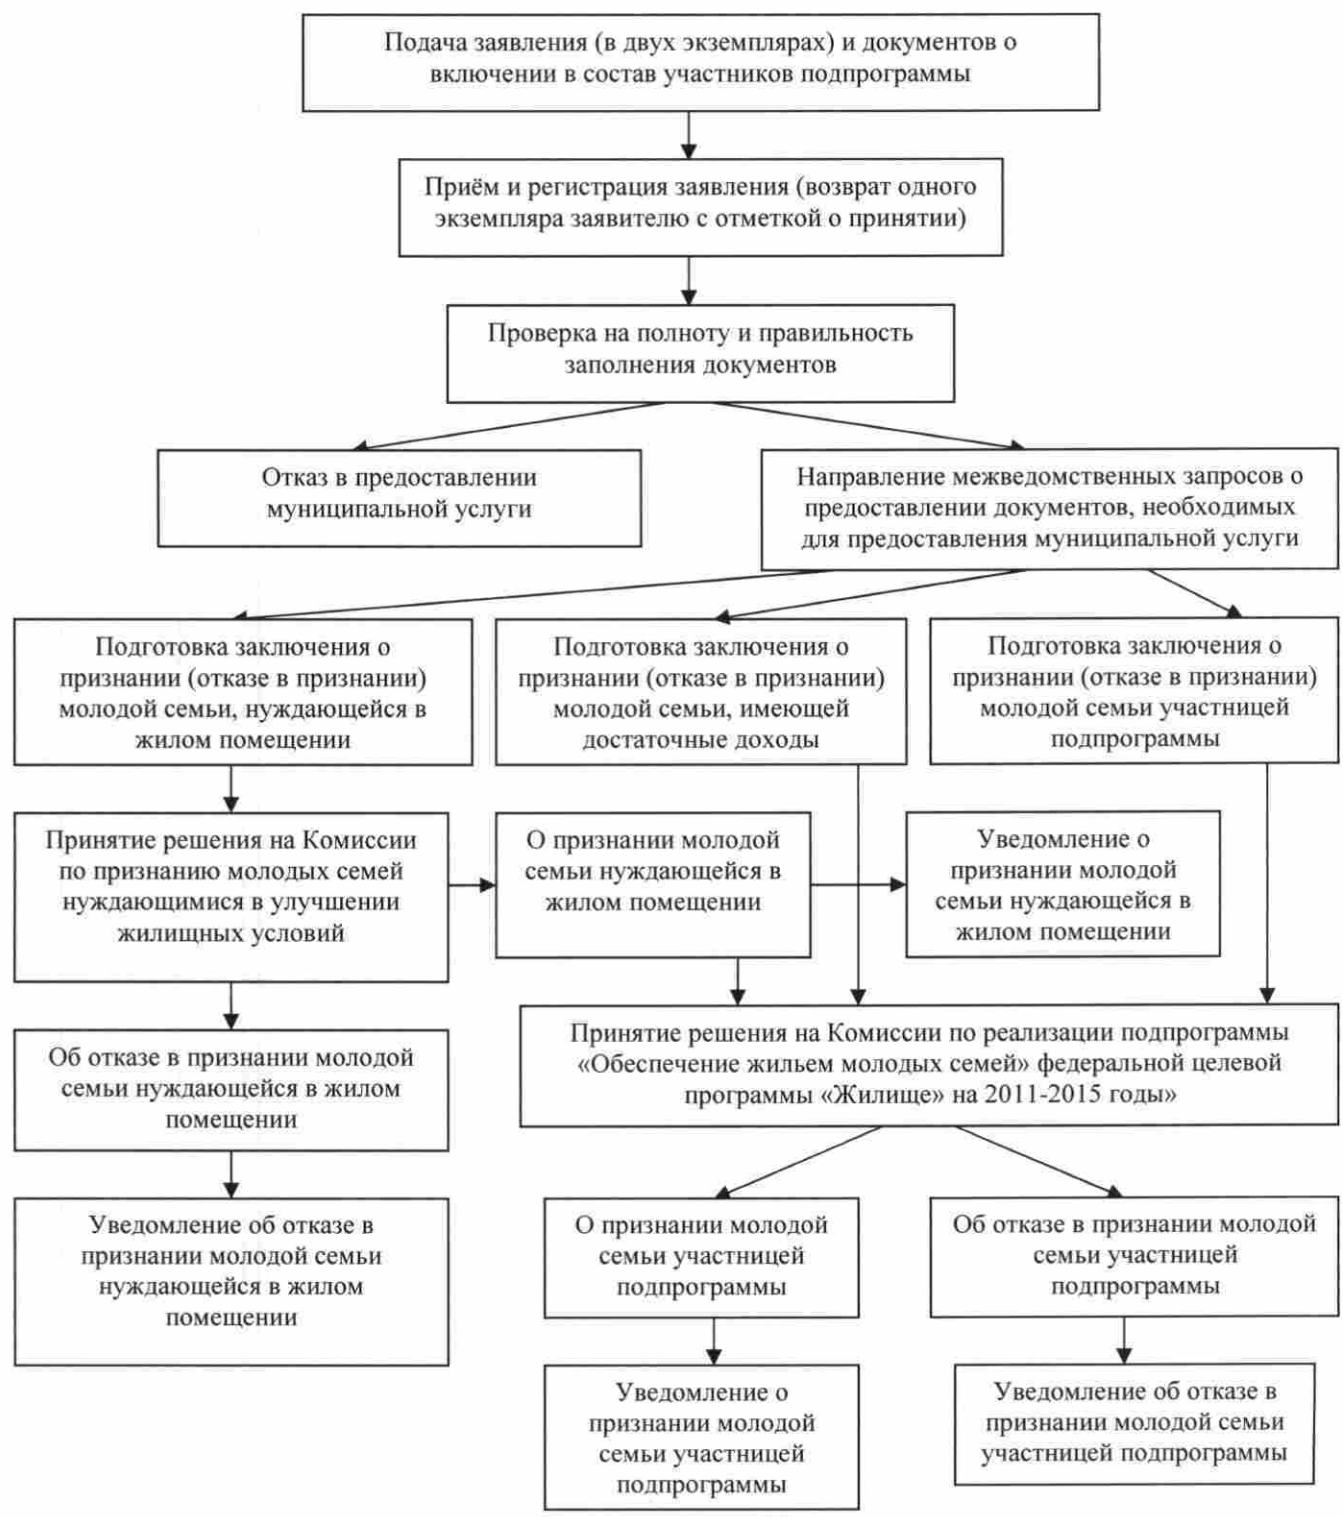 Подача заявления (в двух экземплярах) и документов о
включении в состав участников подпрограммы
Приём и регистрация заявления (возврат одного
экземпляра заявителю с отметкой о принятии)
Проверка на полноту и правильность
заполнения документов
Отказ в предоставлении
муниципальной услуги
Направление межведомственных запросов о
предоставлении документов, необходимых
для предоставления муниципальной услуги
Подготовка заключения о
признании (отказе в признании)
молодой семьи, нуждающейся в
жилом помещении
Подготовка заключения о
признании (отказе в признании)
молодой семьи, имеющей
достаточные доходы
Подготовка заключения о
признании (отказе в признании)
молодой семьи участницей
подпрограммы
Принятие решения на Комиссии
по признанию молодых семей
нуждающимися в улучшении
жилищных условий
О признании молодой
семьи нуждающейся в
жилом помещении
Уведомление о
признании молодой
семьи нуждающейся в
жилом помещении
Об отказе в признании молодой
семьи нуждающейся в жилом
помещении
Принятие решения на Комиссии по реализации подпрограммы
«Обеспечение жильем молодых семей» федеральной целевой
программы «Жилище» на 2011-2015 годы»
Уведомление об отказе в
признании молодой семьи
нуждающейся в жилом
помещении
О признании молодой
семьи участницей
подпрограммы
Об отказе в признании молодой
семьи участницей
подпрограммы
Уведомление о
признании молодой
семьи участницей
подпрограммы
Уведомление об отказе в
признании молодой семьи
участницей подпрограммы